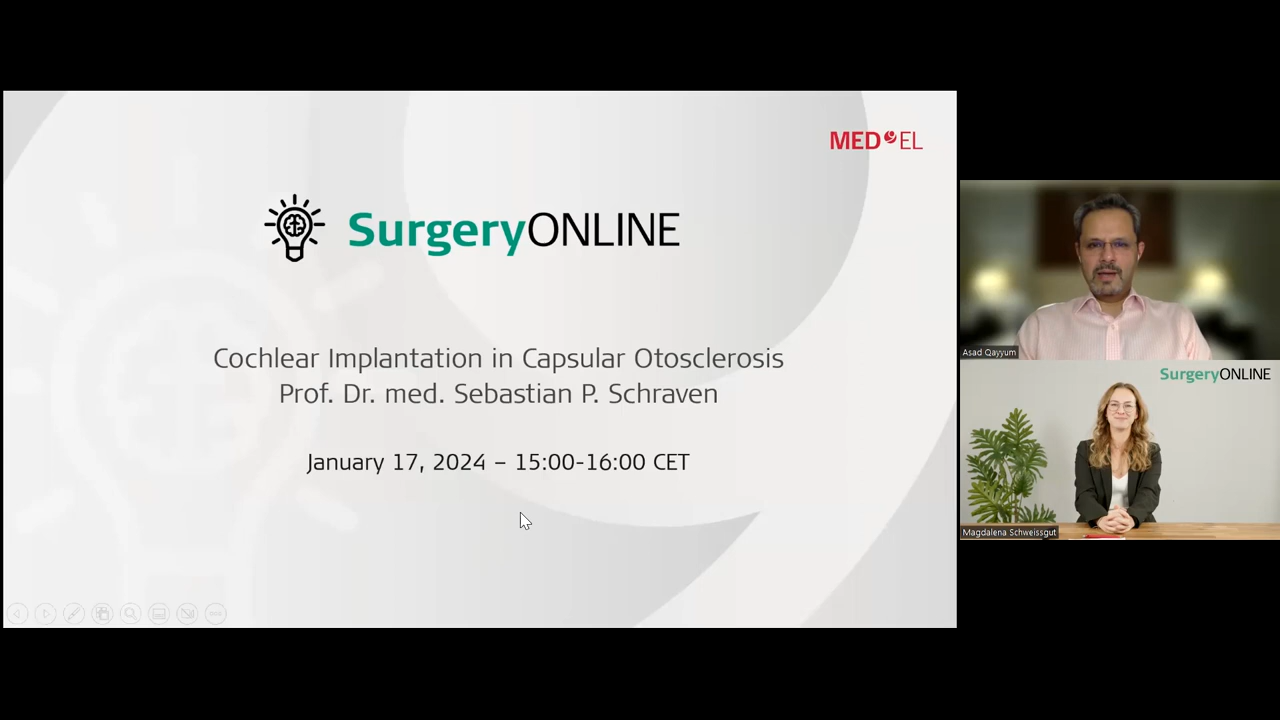 MED EL
SurgeryONLINE
Cochlear Implantation in Capsular Otosclerosis
Prof. Dr. med. Sebastian P. Schraven
January 17, 2024 – 15:00-16:00 CET
Asad Qayyum
SurgeryONLINE
Magdalena Schweissgut